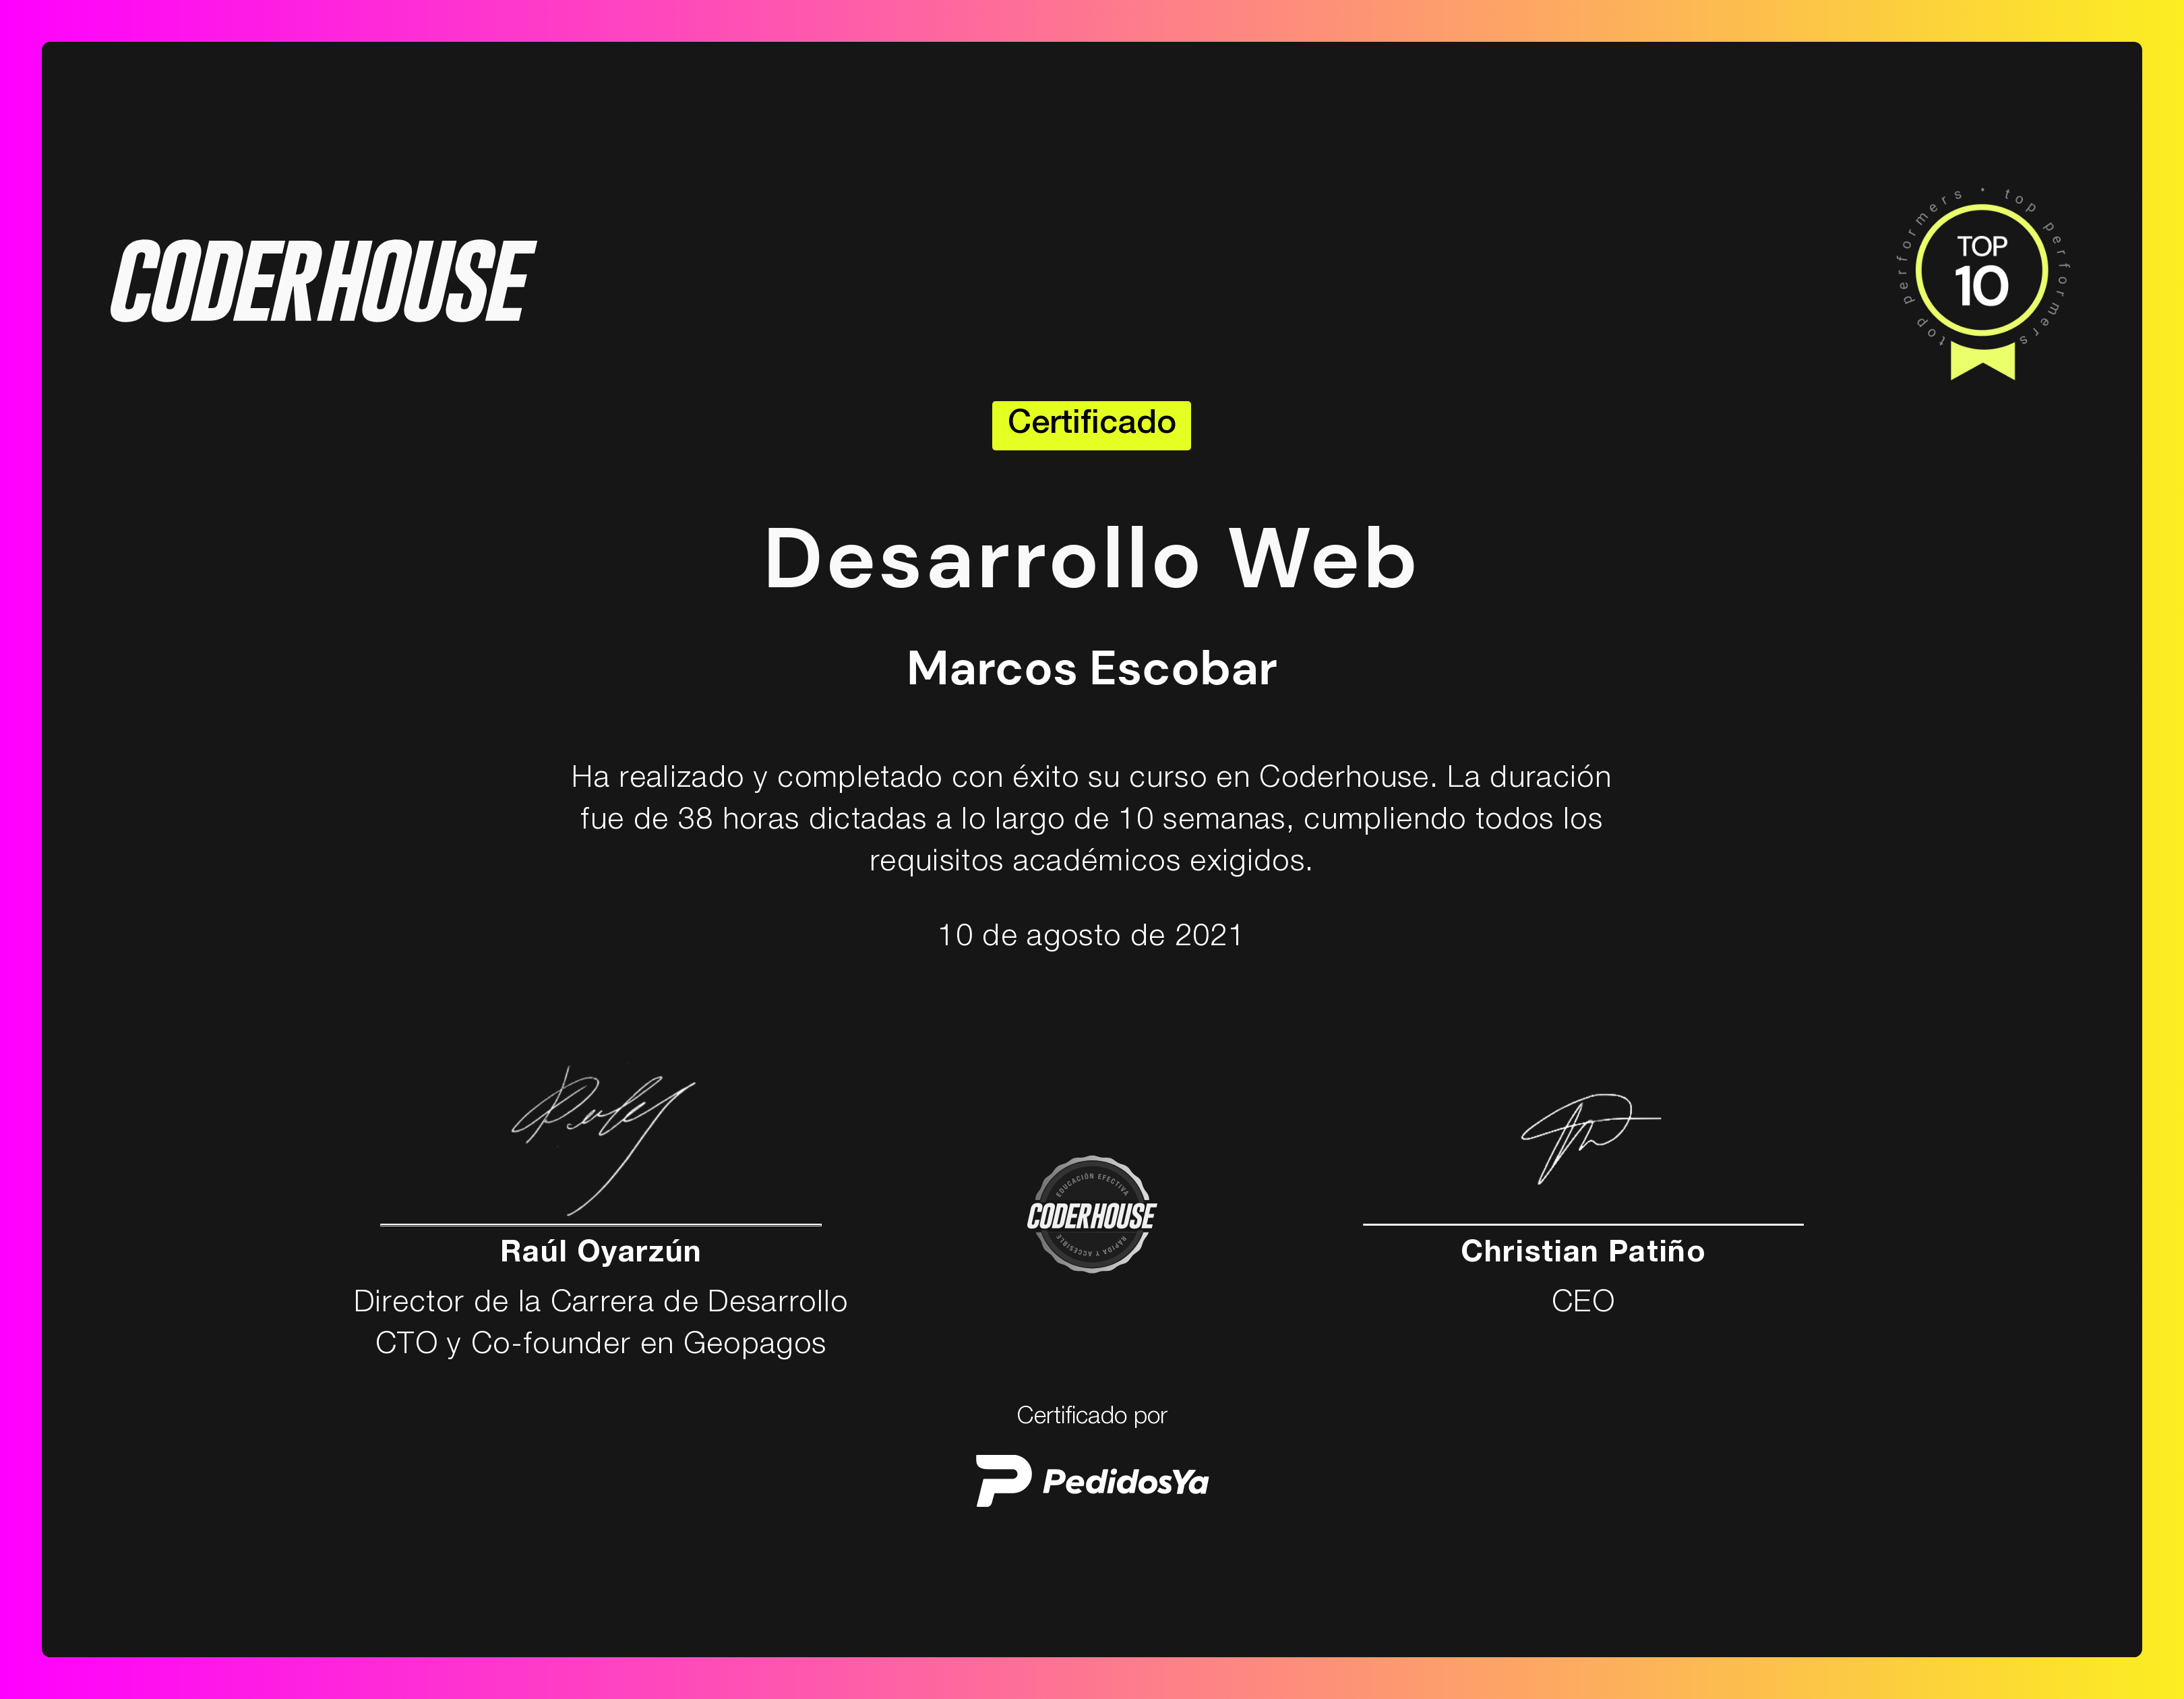 CODERHOUSE
top performers • top performers
TOP
10
Certificado
Desarrollo Web
Marcos Escobar
Ha realizado y completado con éxito su curso en Coderhouse. La duración
fue de 38 horas dictadas a lo largo de 10 semanas, cumpliendo todos los
requisitos académicos exigidos.
10 de agosto de 2021
Raúl Oyarzún
Director de la Carrera de Desarrollo
CTO y Co-founder en Geopagos
EDUCACIÓN EFECTIVA
CODERHOUSE
RÁPIDA Y ACCESIBLE
Christian Patiño
CEO
Certificado por
PedidosYa